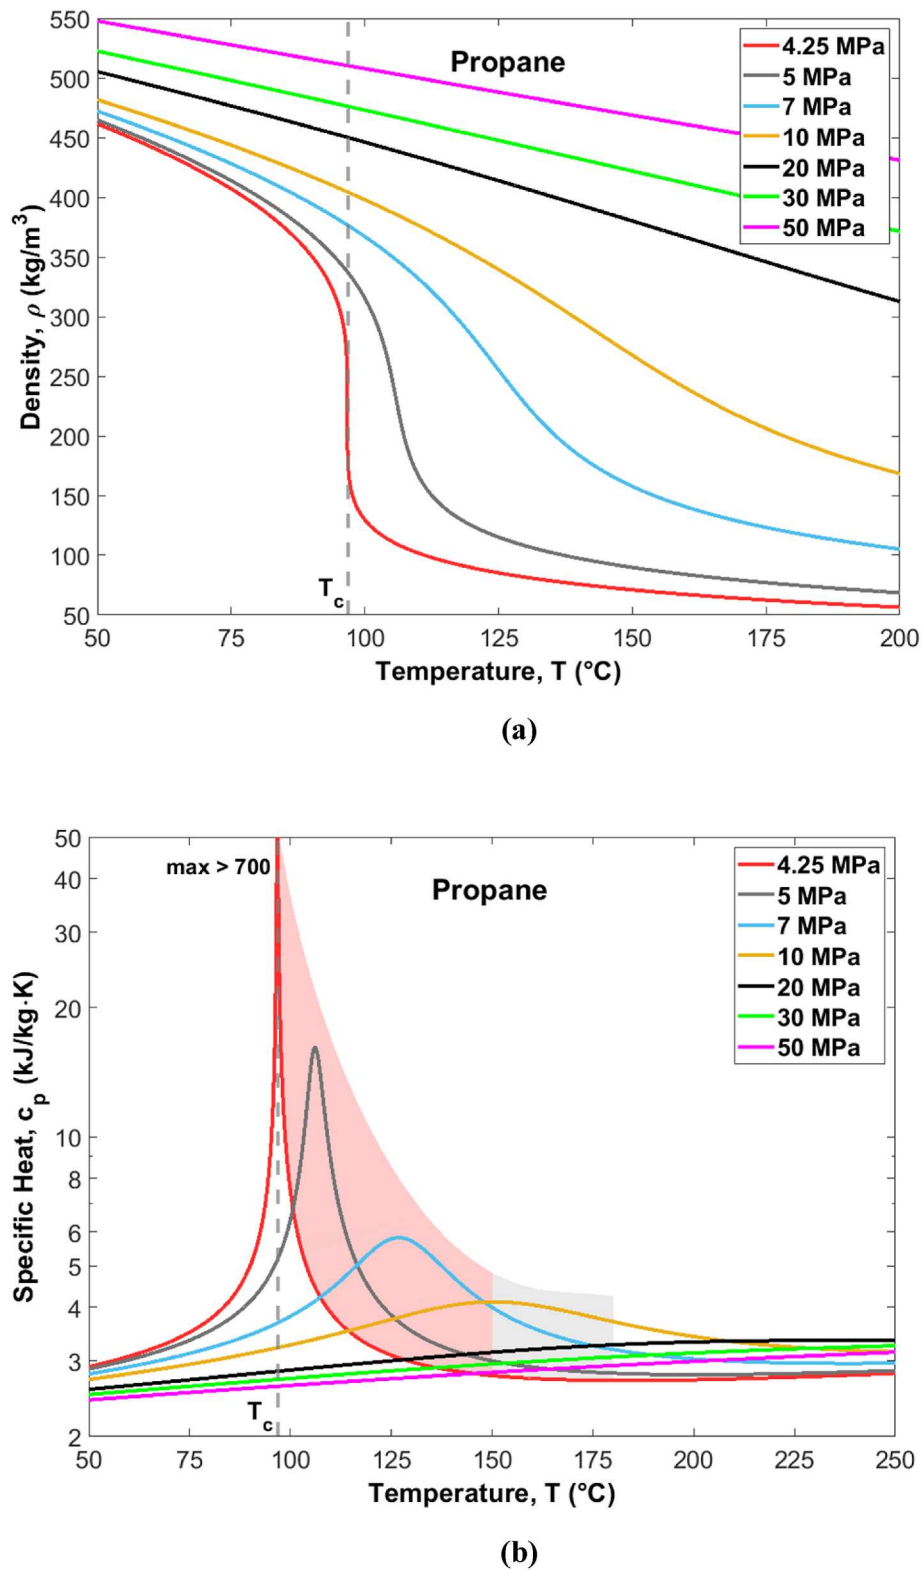 550
500
450
400
350
300
250
200
150
100
50
Density, ρ (kg/m³)
Propane
4.25 MPa
5 MPa
7 MPa
10 MPa
20 MPa
30 MPa
50 MPa
Tc
50 75 100 125 150 175 200
Temperature, T (°C)
(a)
50
40
30
20
10
8
6
5
4
3
2
Specific Heat, cp (kJ/kg·K)
max > 700
Propane
4.25 MPa
5 MPa
7 MPa
10 MPa
20 MPa
30 MPa
50 MPa
Tc
50 100 125 150 175 200 225 250
Temperature, T (°C)
(b)